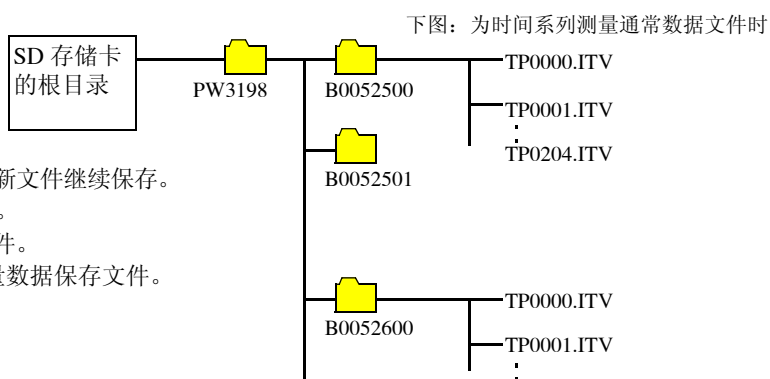 下图：为时间系列测量通常数据文件时
SD 存储卡
的根目录
PW3198
B0052500
TP0000.ITV
TP0001.ITV
TP0204.ITV
B0052501
新文件继续保存。
。
件。
量数据保存文件。
B0052600
TP0000.ITV
TP0001.ITV